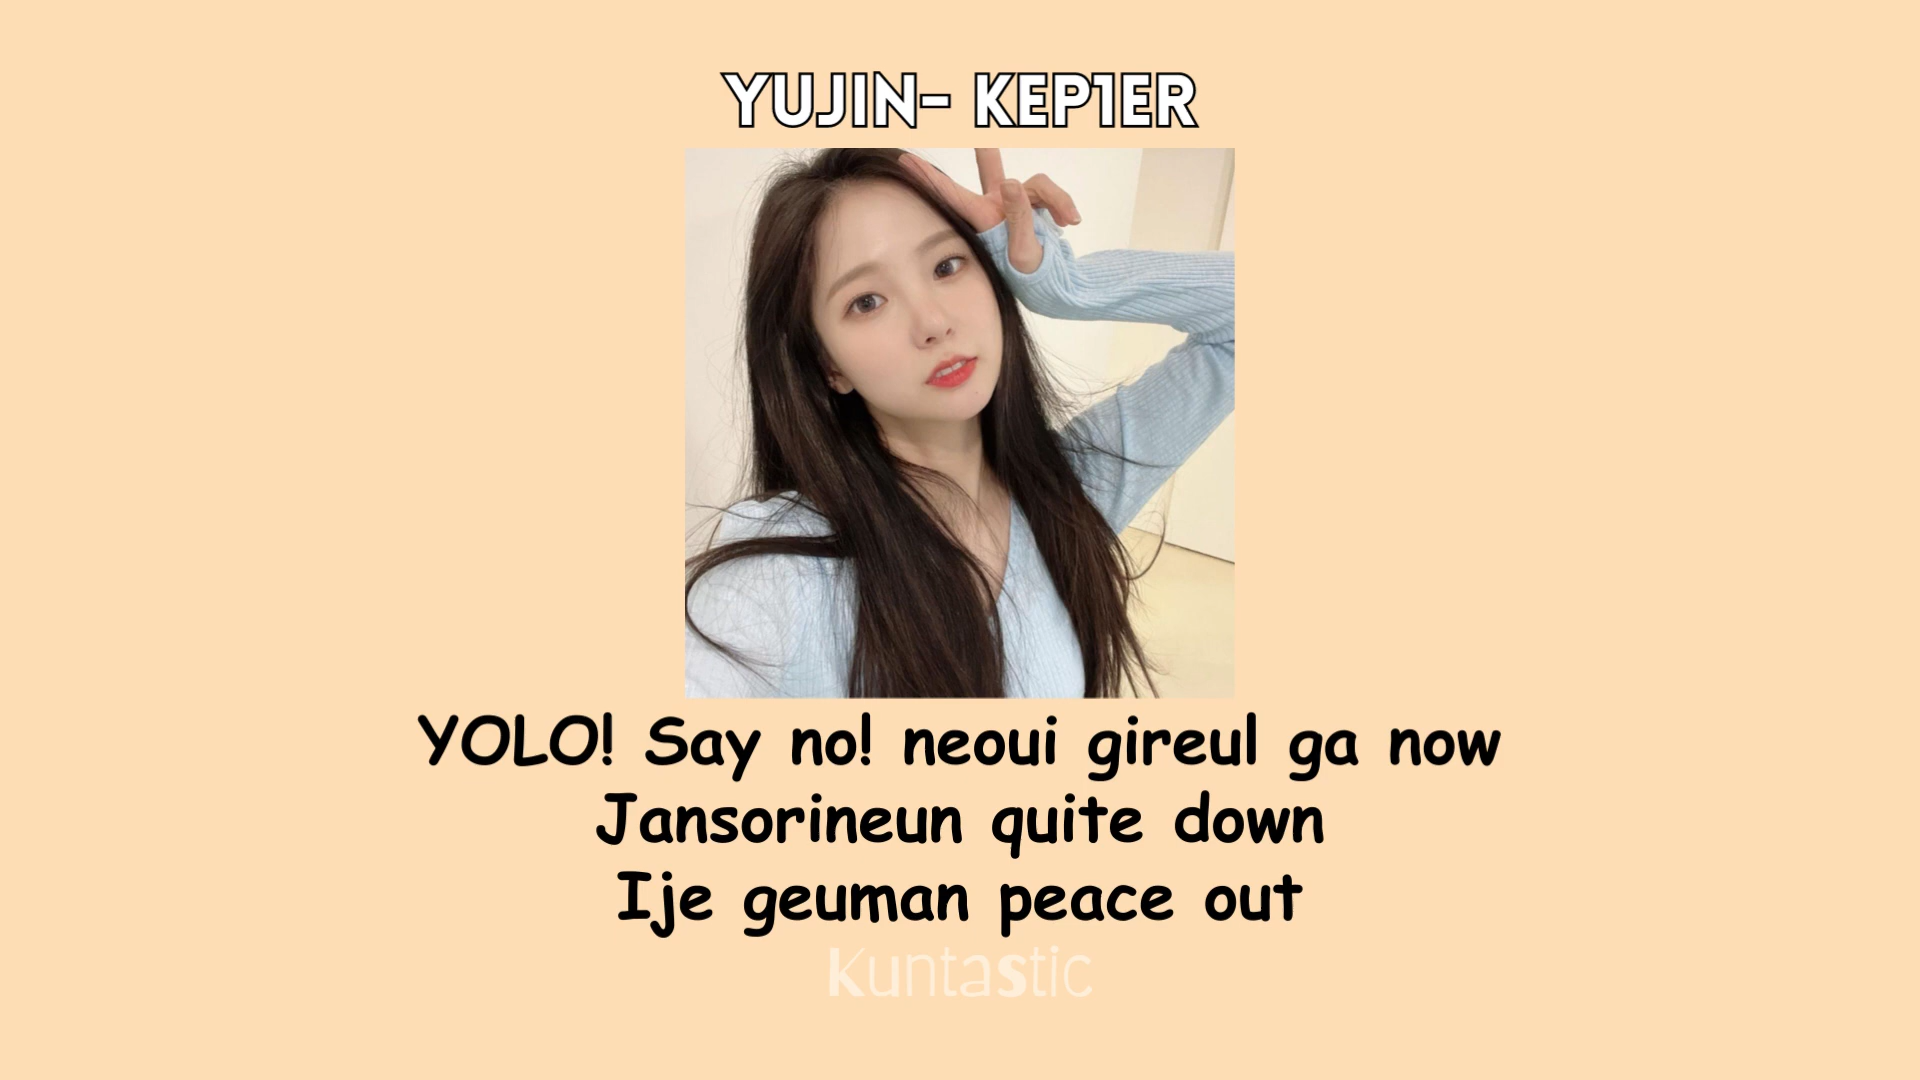 YUJIN- KEP1ER
YOLO! Say no! neoui gireul ga now
Jansorineun quite down
Ije geuman peace out
Kuntastic